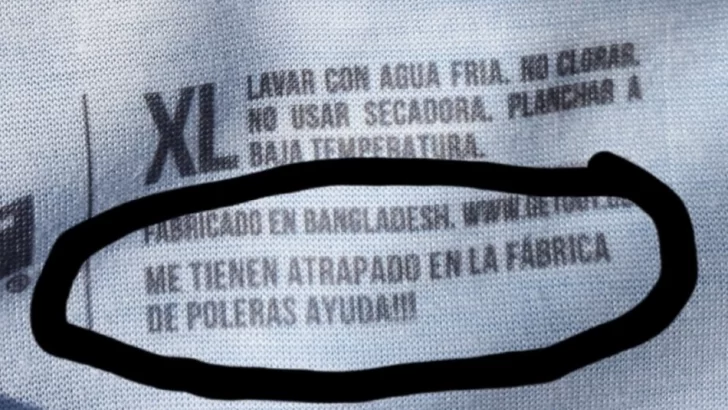 XL
LAVAR CON AGUA FRIA. NO CLORAR.
NO USAR SECADORA. PLANCHAR A
BAJA TEMPERATURA.
FABRICADO EN BANGLADESH.
ME TIENEN ATRAPADO EN LA FÁBRICA
DE POLERAS AYUDA!!!